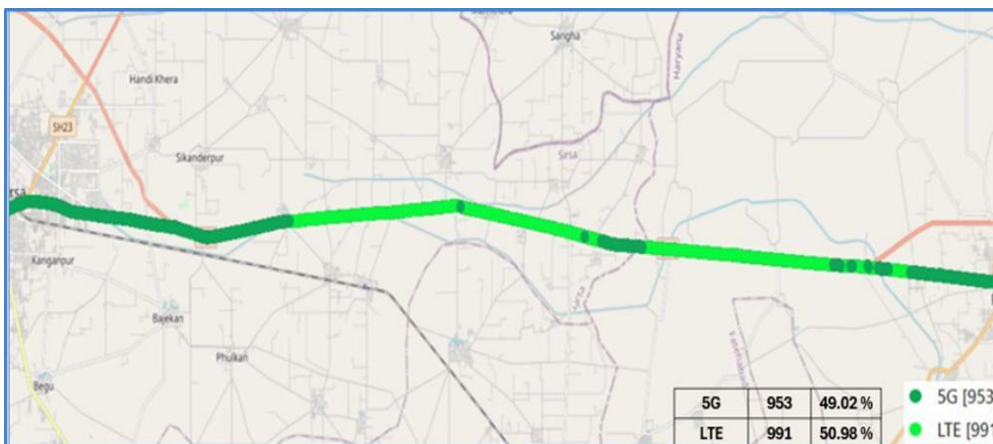 Sangha
Haryana
Handi Khera
SH23
Sikanderpur
Sirsa
rsa
Kanganpur
Bajekan
Phulkan
Begu
5G 953 49.02 %
LTE 991 50.98 %
5G [953
LTE [991